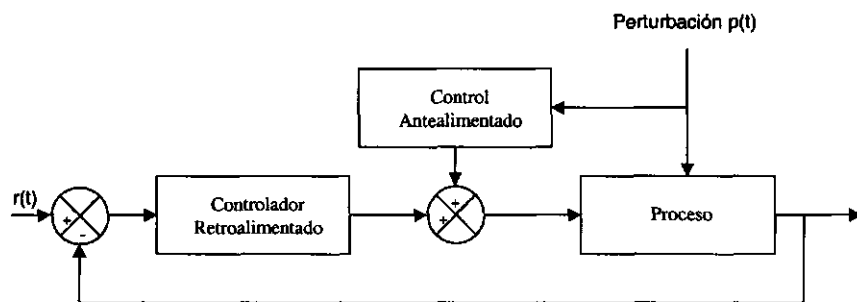 Perturbación p(t)
Control
Antealimentado
r(t)
+
-
Controlador
Retroalimentado
+
+
Proceso